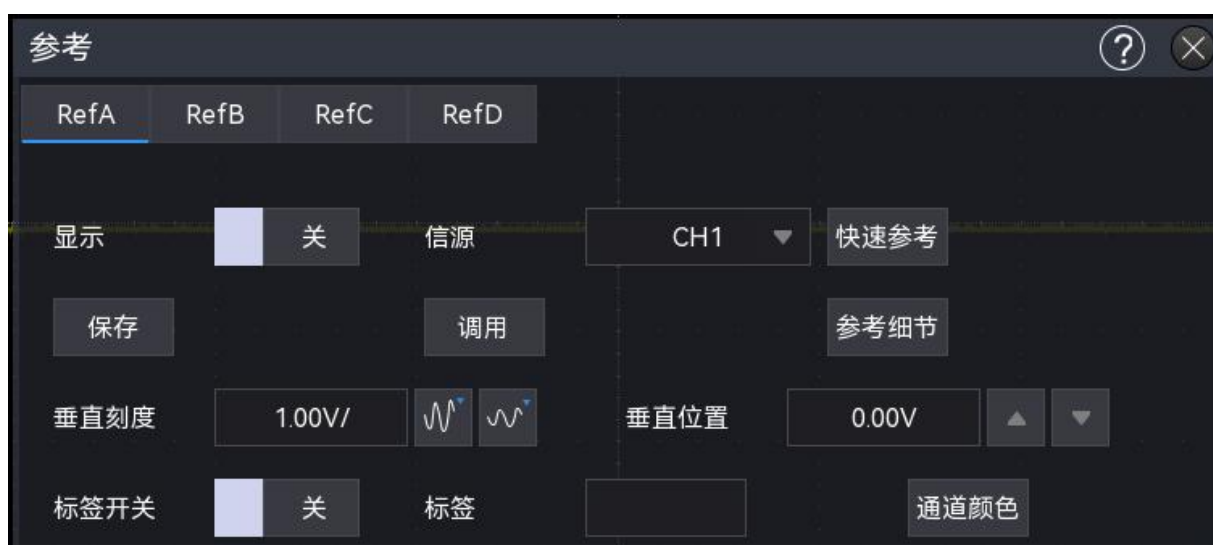 参考 ?
RefA RefB RefC RefD
显示 关 信源 CH1 快速参考
保存 调用 参考细节
垂直刻度 1.00V/ 垂直位置 0.00V
标签开关 关 标签 通道颜色